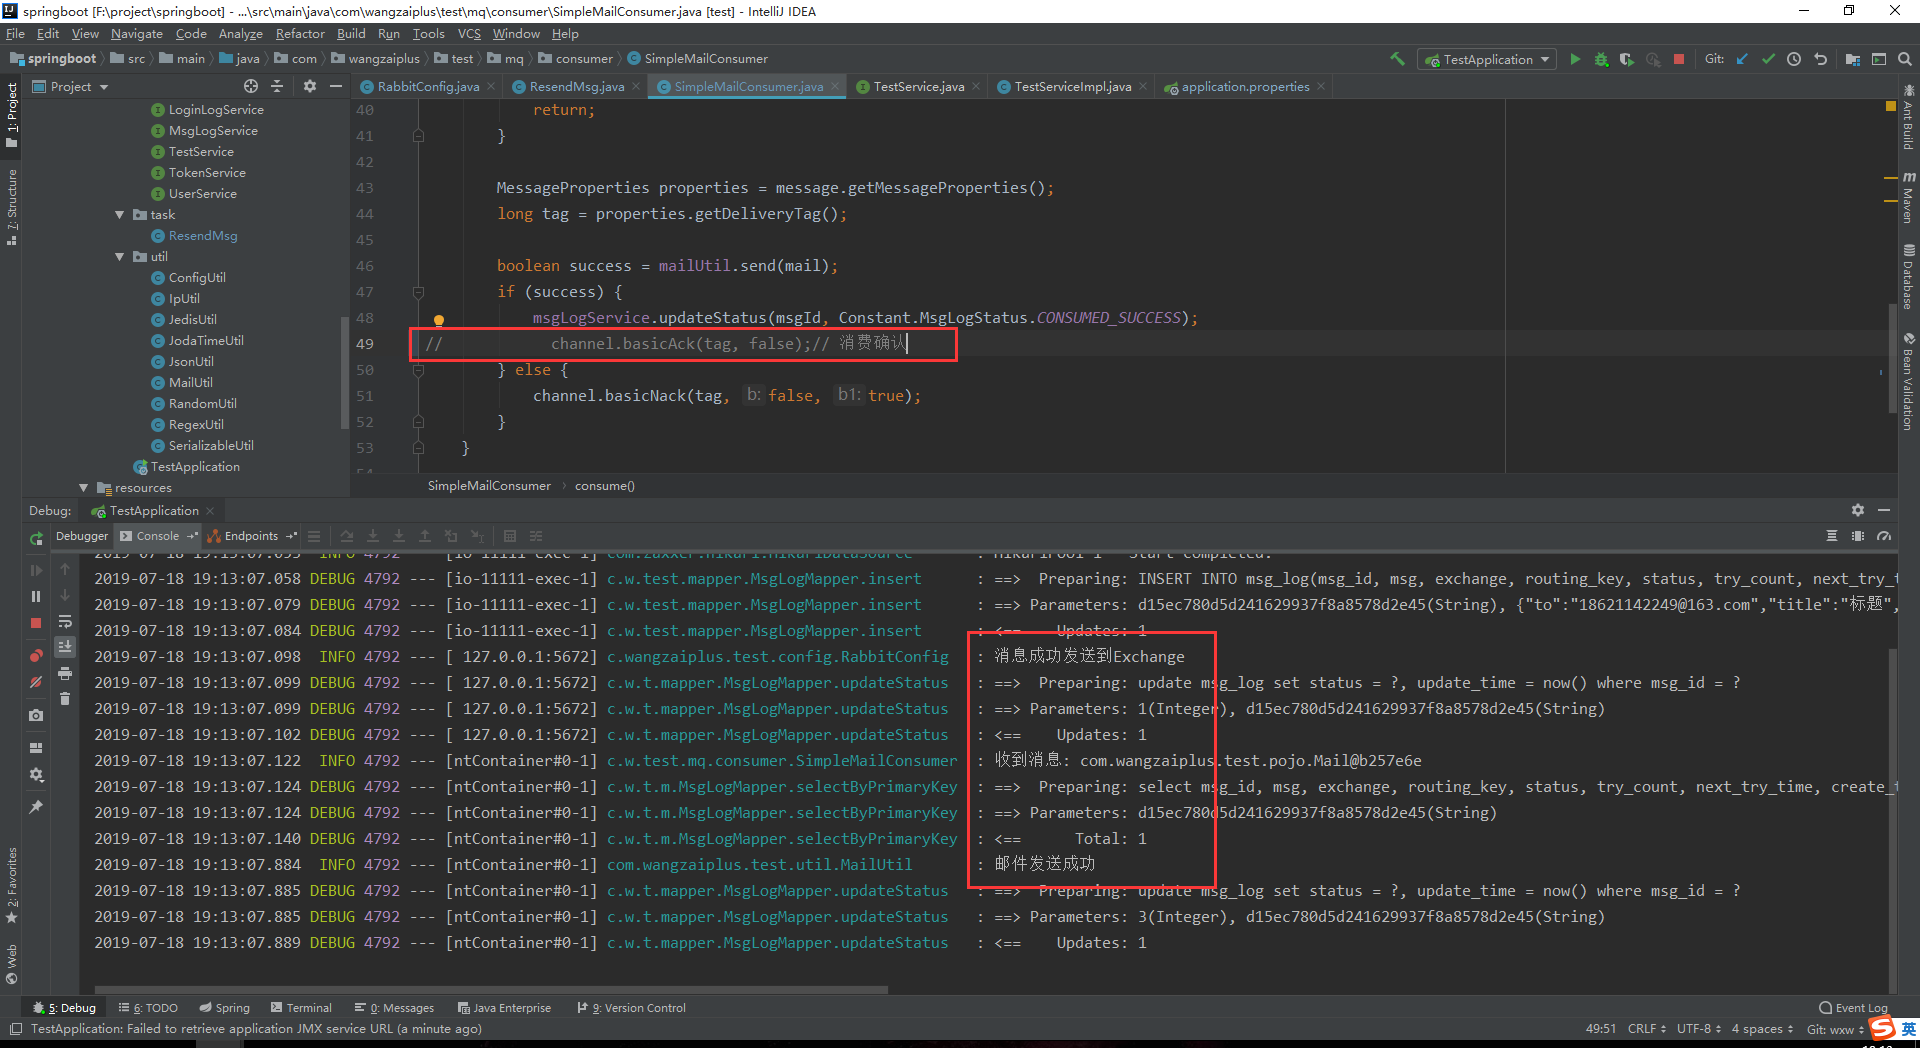 springboot [F:\project\springboot] - ...\src\main\java\com\wangzaiplus\test\mq\consumer\SimpleMailConsumer.java [test] - IntelliJ IDEA
File Edit View Navigate Code Analyze Refactor Build Run Tools VCS Window Help
springboot src main java com wangzaiplus test mq consumer SimpleMailConsumer TestApplication Git:
Project RabbitConfig.java ResendMsg.java SimpleMailConsumer.java TestService.java TestServiceImpl.java application.properties
1: Project
7: Structure
LoginLogService
MsgLogService
TestService
TokenService
UserService
task
ResendMsg
util
ConfigUtil
IpUtil
JedisUtil
JodaTimeUtil
JsonUtil
MailUtil
RandomUtil
RegexUtil
SerializableUtil
TestApplication
resources
40 return;
41 }
42
43 MessageProperties properties = message.getMessageProperties();
44 long tag = properties.getDeliveryTag();
45
46 boolean success = mailUtil.send(mail);
47 if (success) {
48 msgLogService.updateStatus(msgId, Constant.MsgLogStatus.CONSUMED_SUCCESS);
49 // channel.basicAck(tag, false);// 消费确认
50 } else {
51 channel.basicNack(tag, b: false, b1: true);
52 }
53 }
SimpleMailConsumer consume()
Ant Build
Maven
Database
Bean Validation
Debug: TestApplication
Debugger Console Endpoints
2019-07-18 19:13:07.058 DEBUG 4792 --- [io-11111-exec-1] c.w.test.mapper.MsgLogMapper.insert : ==> Preparing: INSERT INTO msg_log(msg_id, msg, exchange, routing_key, status, try_count, next_try_t
2019-07-18 19:13:07.079 DEBUG 4792 --- [io-11111-exec-1] c.w.test.mapper.MsgLogMapper.insert : ==> Parameters: d15ec780d5d241629937f8a8578d2e45(String), {"to":"18621142249@163.com","title":"标题",
2019-07-18 19:13:07.084 DEBUG 4792 --- [io-11111-exec-1] c.w.test.mapper.MsgLogMapper.insert : <== Updates: 1
2019-07-18 19:13:07.098 INFO 4792 --- [ 127.0.0.1:5672] c.wangzaiplus.test.config.RabbitConfig : 消息成功发送到Exchange
2019-07-18 19:13:07.099 DEBUG 4792 --- [ 127.0.0.1:5672] c.w.t.mapper.MsgLogMapper.updateStatus : ==> Preparing: update msg_log set status = ?, update_time = now() where msg_id = ?
2019-07-18 19:13:07.099 DEBUG 4792 --- [ 127.0.0.1:5672] c.w.t.mapper.MsgLogMapper.updateStatus : ==> Parameters: 1(Integer), d15ec780d5d241629937f8a8578d2e45(String)
2019-07-18 19:13:07.102 DEBUG 4792 --- [ 127.0.0.1:5672] c.w.t.mapper.MsgLogMapper.updateStatus : <== Updates: 1
2019-07-18 19:13:07.122 INFO 4792 --- [ntContainer#0-1] c.w.test.mq.consumer.SimpleMailConsumer : 收到消息: com.wangzaiplus.test.pojo.Mail@b257e6e
2019-07-18 19:13:07.124 DEBUG 4792 --- [ntContainer#0-1] c.w.t.m.MsgLogMapper.selectByPrimaryKey : ==> Preparing: select msg_id, msg, exchange, routing_key, status, try_count, next_try_time, create_t
2019-07-18 19:13:07.124 DEBUG 4792 --- [ntContainer#0-1] c.w.t.m.MsgLogMapper.selectByPrimaryKey : ==> Parameters: d15ec780d5d241629937f8a8578d2e45(String)
2019-07-18 19:13:07.140 DEBUG 4792 --- [ntContainer#0-1] c.w.t.m.MsgLogMapper.selectByPrimaryKey : <== Total: 1
2019-07-18 19:13:07.884 INFO 4792 --- [ntContainer#0-1] com.wangzaiplus.test.util.MailUtil : 邮件发送成功
2019-07-18 19:13:07.885 DEBUG 4792 --- [ntContainer#0-1] c.w.t.mapper.MsgLogMapper.updateStatus : ==> Preparing: update msg_log set status = ?, update_time = now() where msg_id = ?
2019-07-18 19:13:07.885 DEBUG 4792 --- [ntContainer#0-1] c.w.t.mapper.MsgLogMapper.updateStatus : ==> Parameters: 3(Integer), d15ec780d5d241629937f8a8578d2e45(String)
2019-07-18 19:13:07.889 DEBUG 4792 --- [ntContainer#0-1] c.w.t.mapper.MsgLogMapper.updateStatus : <== Updates: 1
2: Favorites
Web
5: Debug 6: TODO Spring Terminal 0: Messages Java Enterprise 9: Version Control Event Log
TestApplication: Failed to retrieve application JMX service URL (a minute ago) 49:51 CRLF UTF-8 4 spaces Git: wxw 英